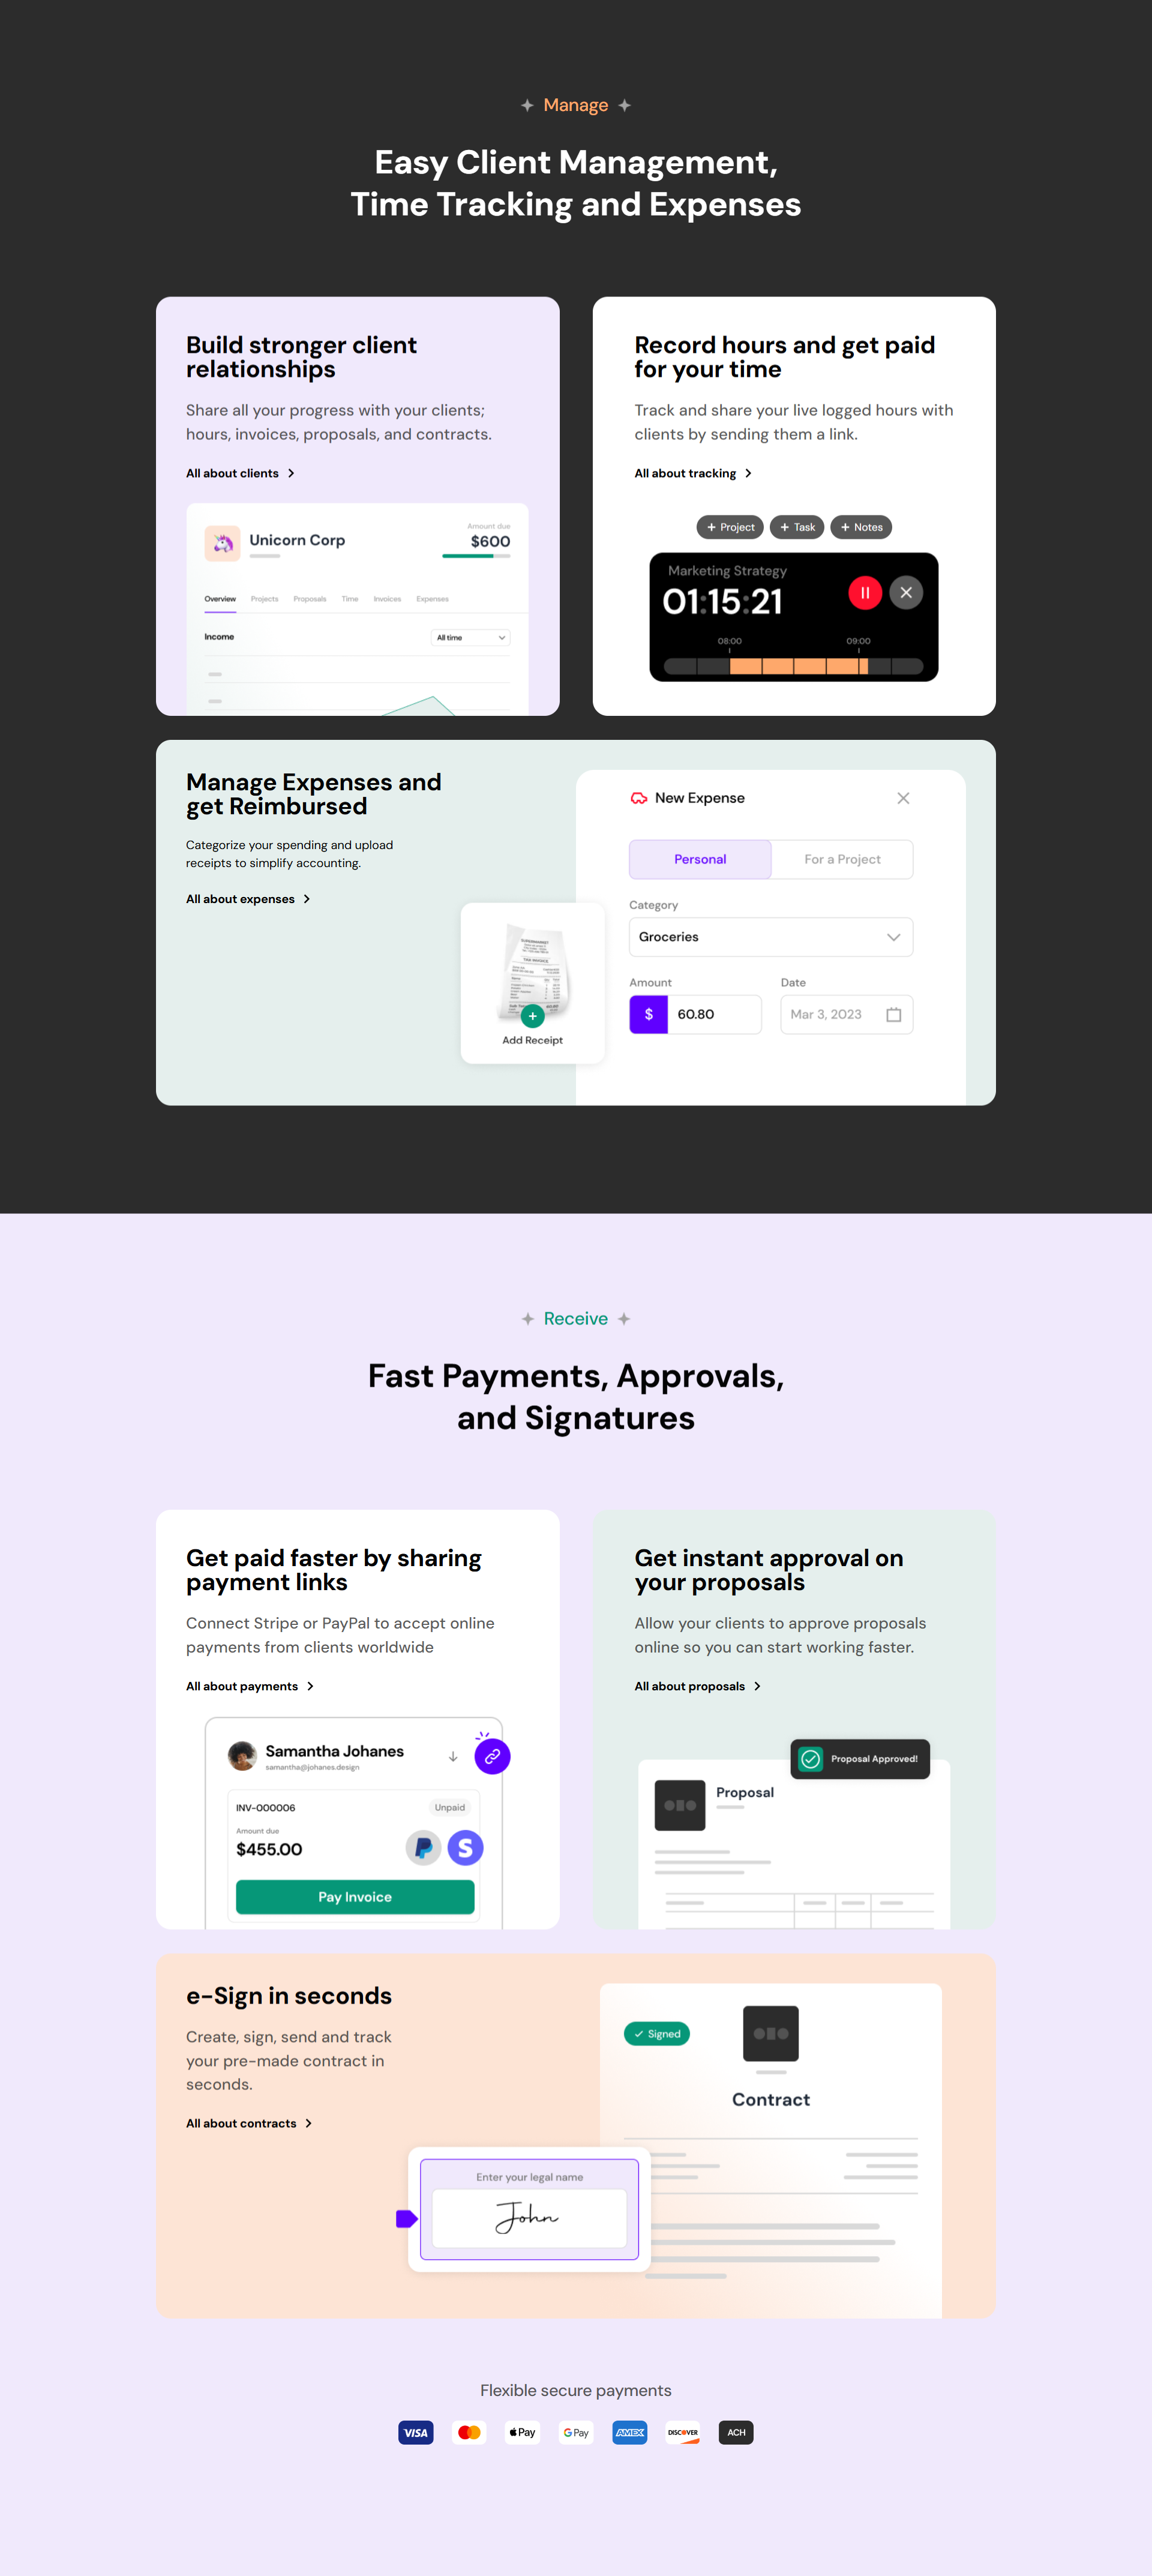 Manage
Easy Client Management,
Time Tracking and Expenses
Build stronger client
relationships
Share all your progress with your clients;
hours, invoices, proposals, and contracts.
All about clients
Unicorn Corp
Amount due
$600
Overview Projects Proposals Time Invoices Expenses
Income
All time
Record hours and get paid
for your time
Track and share your live logged hours with
clients by sending them a link.
All about tracking
+ Project + Task + Notes
Marketing Strategy
01:15:21
08:00 09:00
Manage Expenses and
get Reimbursed
Categorize your spending and upload
receipts to simplify accounting.
All about expenses
SUPERMARKET
TAX INVOICE
Add Receipt
New Expense
Personal For a Project
Category
Groceries
Amount Date
$ 60.80 Mar 3, 2023
Receive
Fast Payments, Approvals,
and Signatures
Get paid faster by sharing
payment links
Connect Stripe or PayPal to accept online
payments from clients worldwide
All about payments
Samantha Johanes
samantha@johanes.design
INV-000006 Unpaid
Amount due
$455.00
Pay Invoice
Get instant approval on
your proposals
Allow your clients to approve proposals
online so you can start working faster.
All about proposals
Proposal Approved!
Proposal
e-Sign in seconds
Create, sign, send and track
your pre-made contract in
seconds.
All about contracts
Signed
Contract
Enter your legal name
John
Flexible secure payments
VISA Pay G Pay AMEX DISCOVER ACH